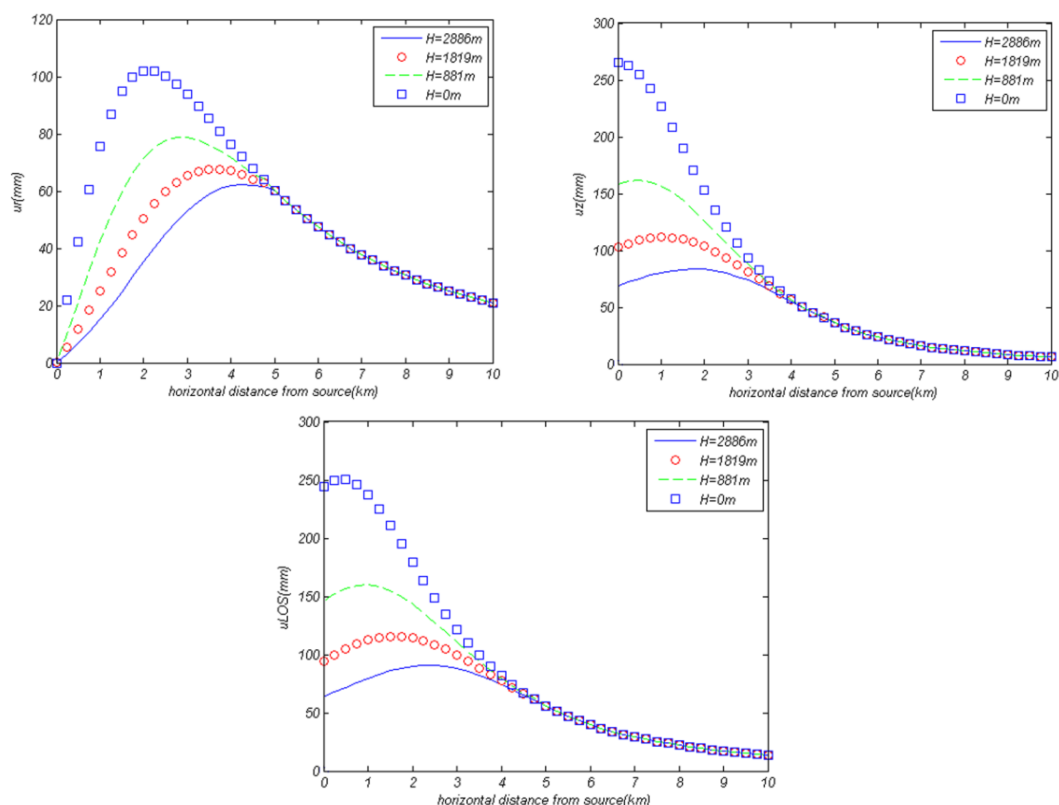 120
100
80
60
40
20
0
ur(mm)
H=2886m
H=1819m
H=881m
H=0m
0 1 2 3 4 5 6 7 8 9 10
horizontal distance from source(km)
300
250
200
150
100
50
0
uz(mm)
H=2886m
H=1819m
H=881m
H=0m
0 1 2 3 4 5 6 7 8 9 10
horizontal distance from source(km)
300
250
200
150
100
50
0
uLOS(mm)
H=2886m
H=1819m
H=881m
H=0m
0 1 2 3 4 5 6 7 8 9 10
horizontal distance from source(km)